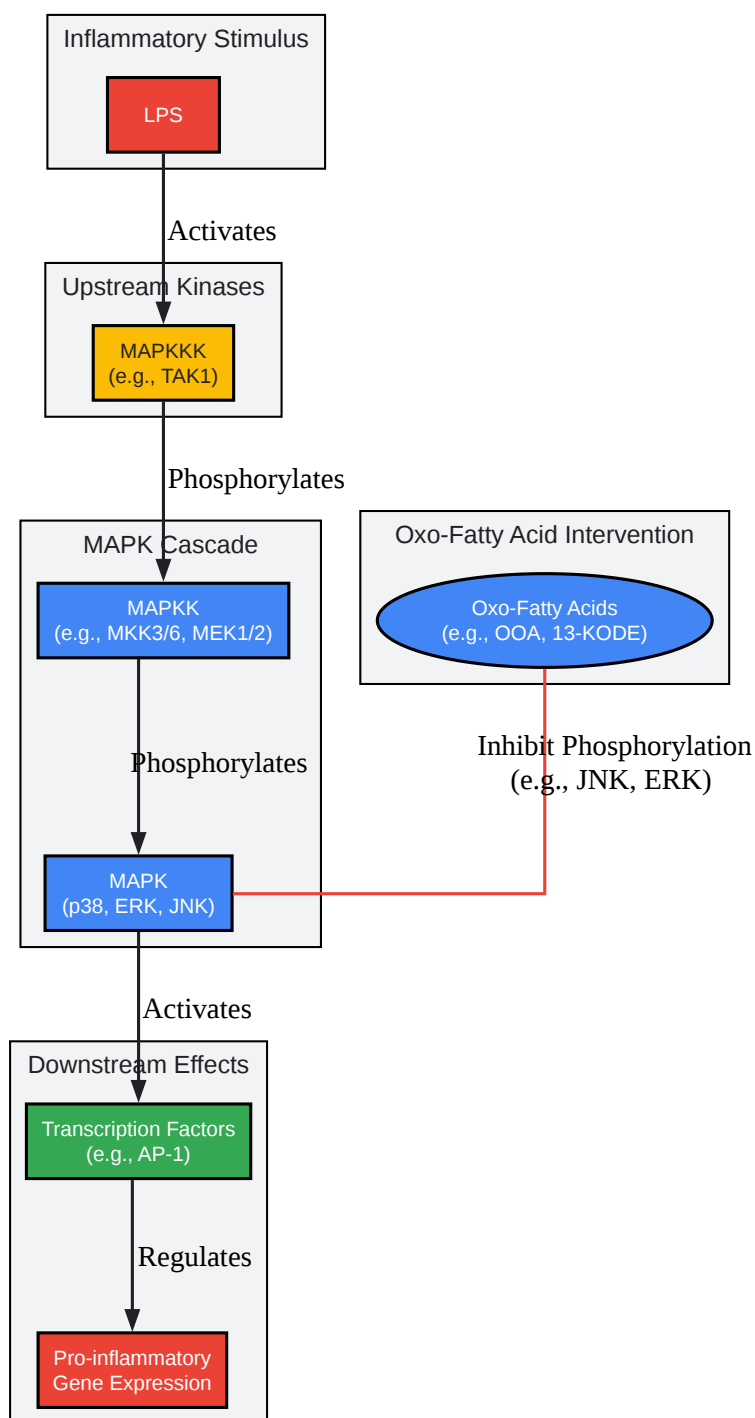 Inflammatory Stimulus
LPS
Activates
Upstream Kinases
MAPKKK
(e.g., TAK1)
Phosphorylates
MAPK Cascade
MAPKK
(e.g., MKK3/6, MEK1/2)
Oxo-Fatty Acid Intervention
Oxo-Fatty Acids
(e.g., OOA, 13-KODE)
Phosphorylates
Inhibit Phosphorylation
(e.g., JNK, ERK)
MAPK
(p38, ERK, JNK)
Activates
Downstream Effects
Transcription Factors
(e.g., AP-1)
Regulates
Pro-inflammatory
Gene Expression